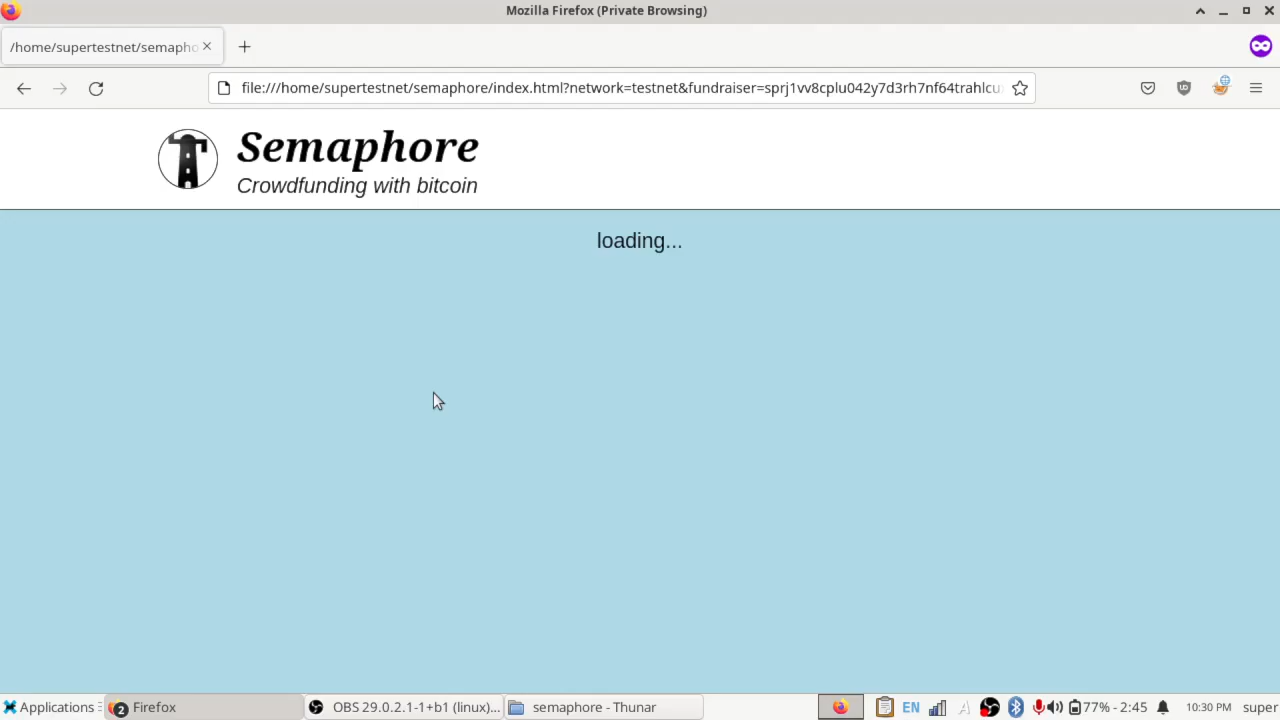 Mozilla Firefox (Private Browsing)
/home/supertestnet/semapho
file:///home/supertestnet/semaphore/index.html?network=testnet&fundraiser=sprj1vv8cplu042y7d3rh7nf64trahlcu
Semaphore
Crowdfunding with bitcoin
loading...
Applications 2 Firefox OBS 29.0.2.1-1+b1 (linux)... semaphore - Thunar EN A 77% - 2:45 10:30 PM super